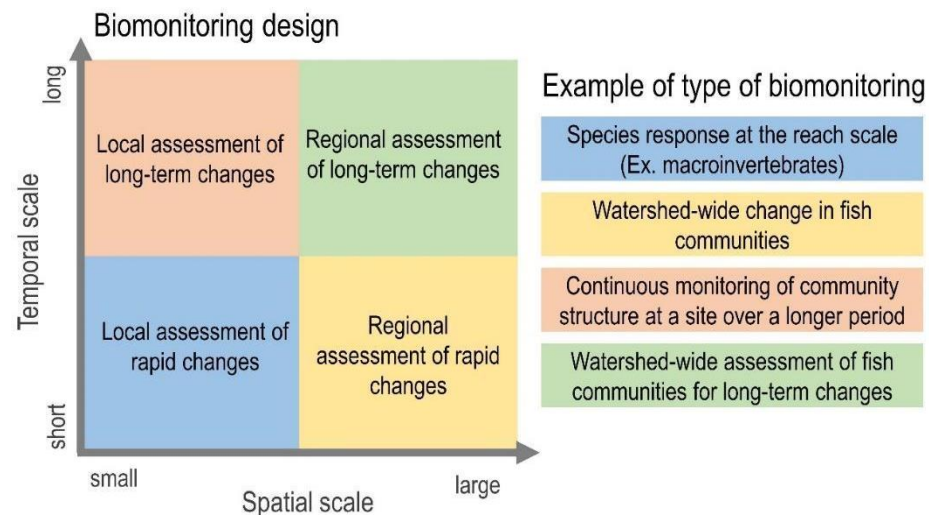 Biomonitoring design
long
Temporal scale
short
Local assessment of
long-term changes
Regional assessment
of long-term changes
Local assessment of
rapid changes
Regional
assessment of rapid
changes
small
large
Spatial scale
Example of type of biomonitoring
Species response at the reach scale
(Ex. macroinvertebrates)
Watershed-wide change in fish
communities
Continuous monitoring of community
structure at a site over a longer period
Watershed-wide assessment of fish
communities for long-term changes